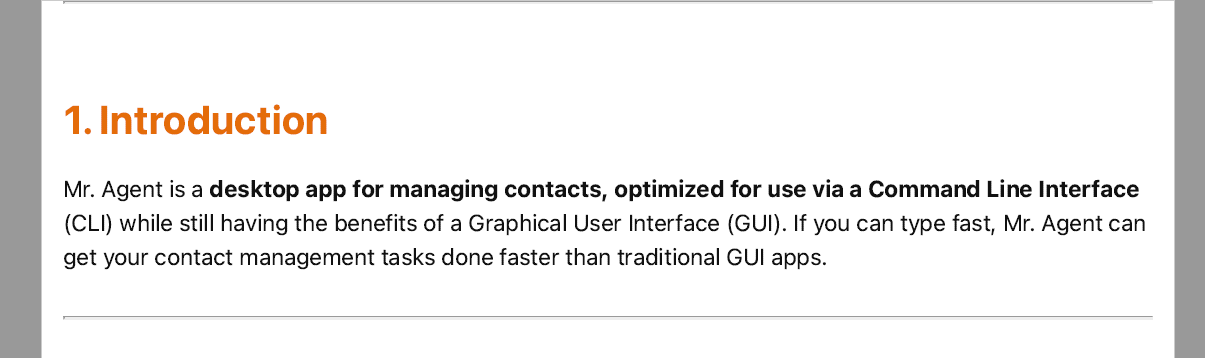 1. Introduction
Mr. Agent is a desktop app for managing contacts, optimized for use via a Command Line Interface
(CLI) while still having the benefits of a Graphical User Interface (GUI). If you can type fast, Mr. Agent can
get your contact management tasks done faster than traditional GUI apps.